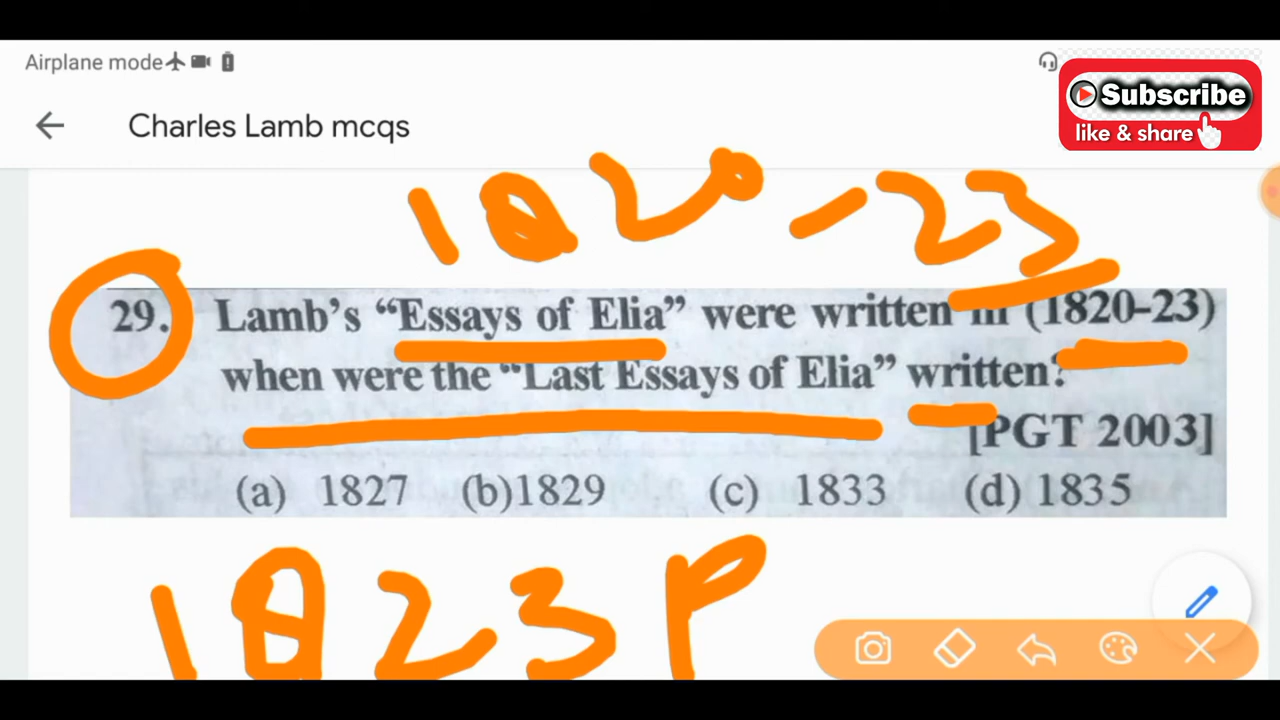 Airplane mode
Subscribe
like & share
Charles Lamb mcqs
1820-23
29. Lamb's "Essays of Elia" were written in (1820-23)
when were the "Last Essays of Elia" written?
[PGT 2003]
(a) 1827 (b)1829 (c) 1833 (d) 1835
1823 P